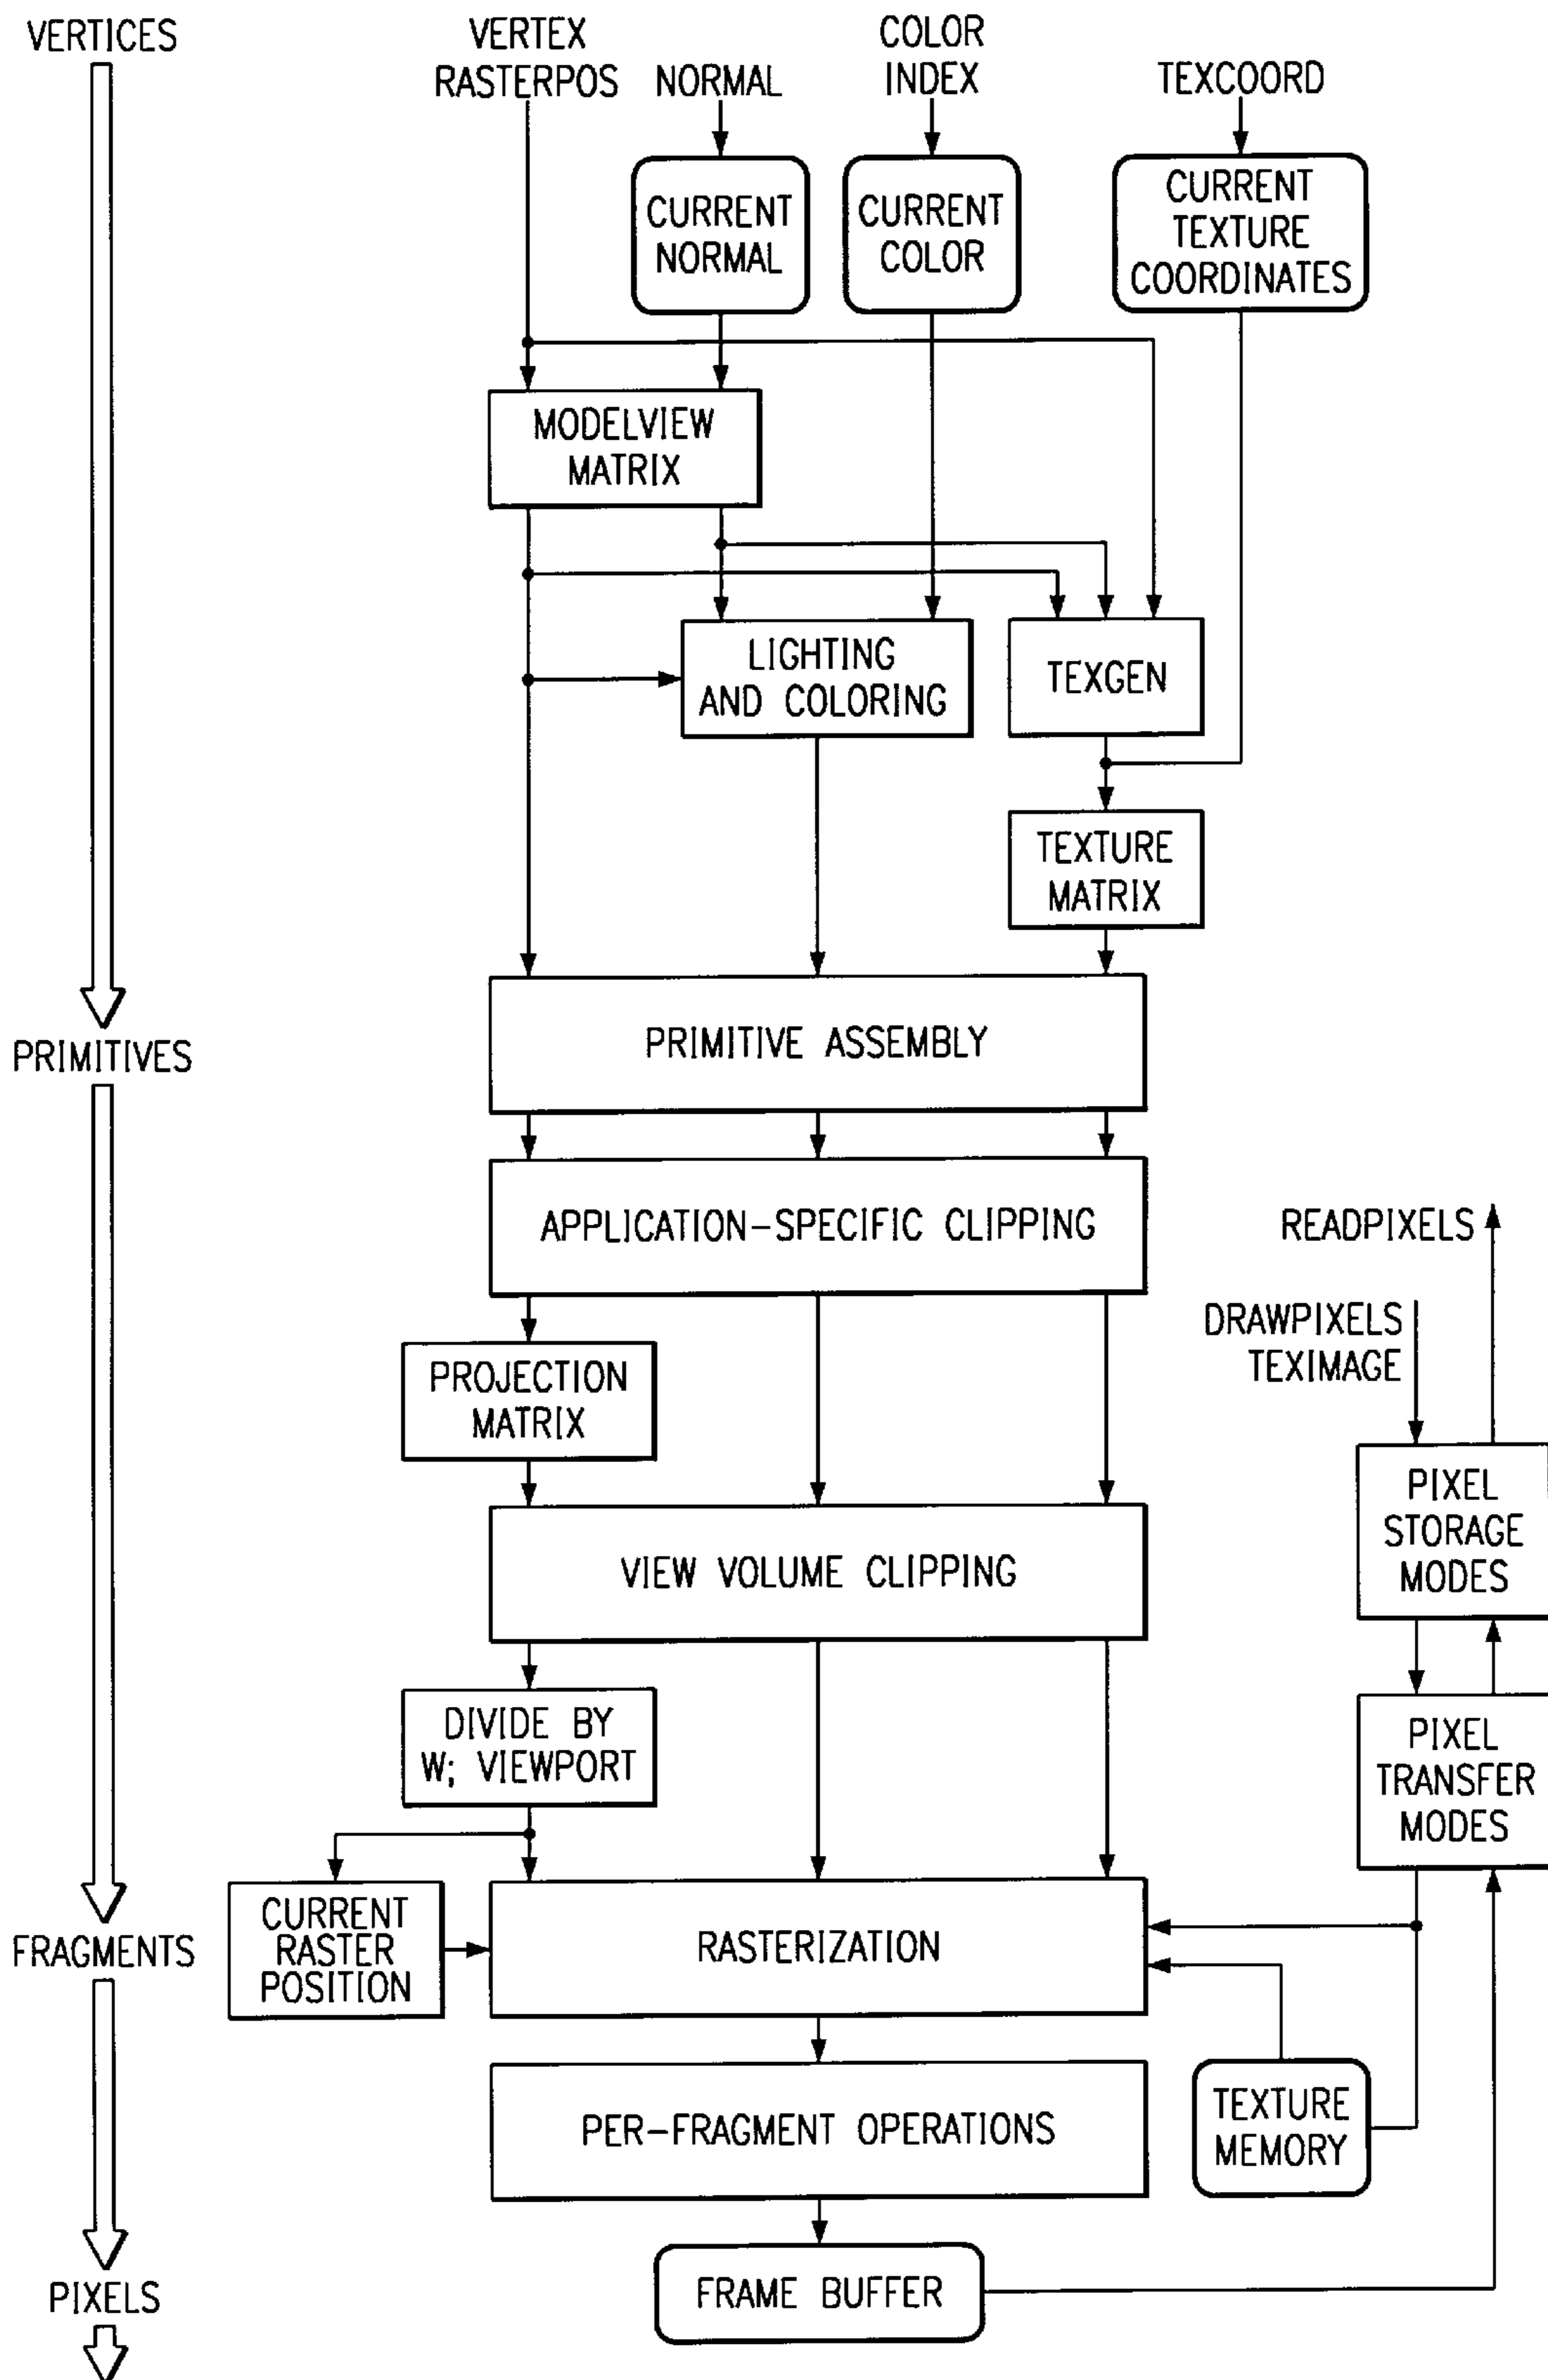 VERTICES
VERTEX
RASTERPOS
NORMAL
COLOR
INDEX
TEXCOORD
CURRENT
NORMAL
CURRENT
COLOR
CURRENT
TEXTURE
COORDINATES
MODELVIEW
MATRIX
LIGHTING
AND COLORING
TEXGEN
TEXTURE
MATRIX
PRIMITIVE ASSEMBLY
PRIMITIVES
APPLICATION-SPECIFIC CLIPPING
READPIXELS
DRAWPIXELS
TEXIMAGE
PROJECTION
MATRIX
PIXEL
STORAGE
MODES
VIEW VOLUME CLIPPING
DIVIDE BY
W; VIEWPORT
PIXEL
TRANSFER
MODES
FRAGMENTS
CURRENT
RASTER
POSITION
RASTERIZATION
PER-FRAGMENT OPERATIONS
TEXTURE
MEMORY
PIXELS
FRAME BUFFER